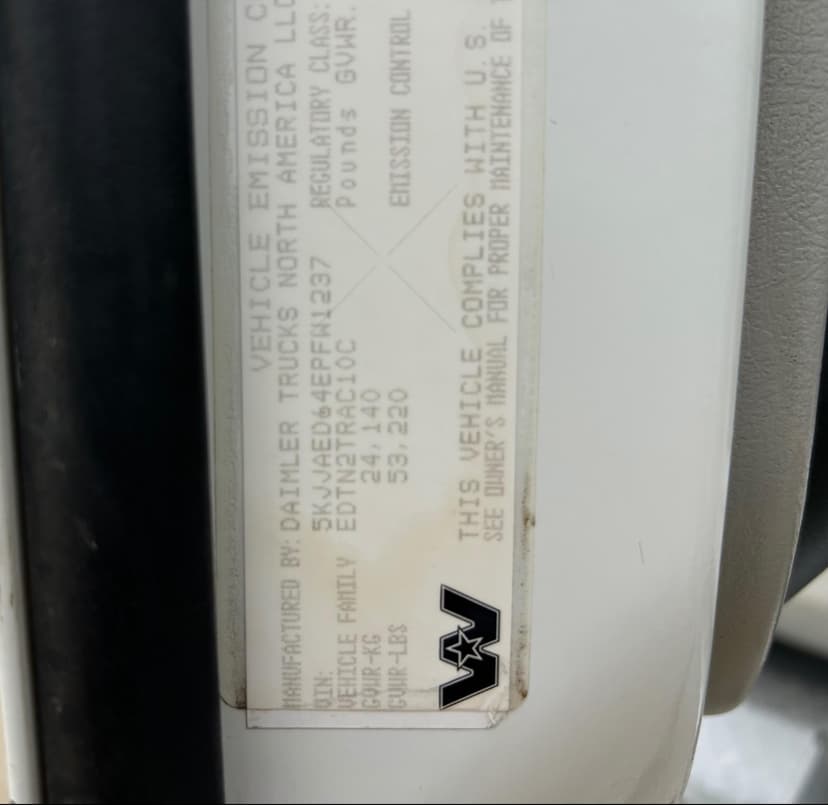 VEHICLE EMISSION C
MANUFACTURED BY: DAIMLER TRUCKS NORTH AMERICA LLC
VIN: 5KJJAED64EPFW1237 REGULATORY CLASS:
VEHICLE FAMILY EDTN2TRAC10C Pounds GVWR.
GVWR-KG 24,140
GVWR-LBS 53,220 EMISSION CONTROL
THIS VEHICLE COMPLIES WITH U.S.
SEE OWNER'S MANUAL FOR PROPER MAINTENANCE OF